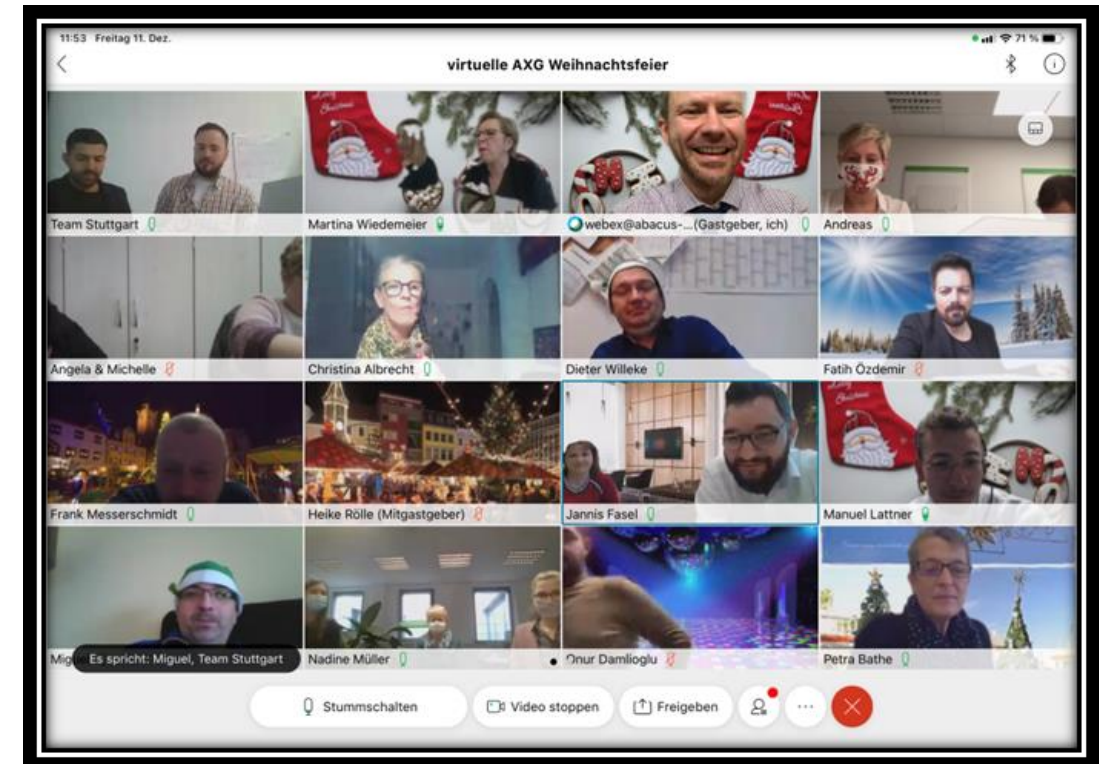 11:53 Freitag 11. Dez.
71 %
virtuelle AXG Weihnachtsfeier
Team Stuttgart
Martina Wiedemeier
webex@abacus-...(Gastgeber, ich)
Andreas
Angela & Michelle
Christina Albrecht
Dieter Willeke
Fatih Özdemir
Frank Messerschmidt
Heike Rölle (Mitgastgeber)
Jannis Fasel
Manuel Lattner
Es spricht: Miguel, Team Stuttgart
Nadine Müller
Onur Damlioglu
Petra Bathe
Stummschalten
Video stoppen
Freigeben